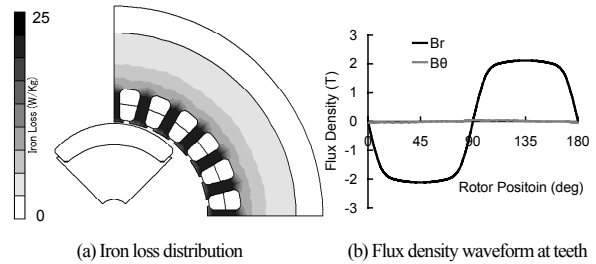 25
Iron Loss (W/Kg)
0
3
2
1
0
-1
-2
-3
Flux Density (T)
Br
Bθ
0 45 90 135 180
Rotor Positoin (deg)
(a) Iron loss distribution
(b) Flux density waveform at teeth